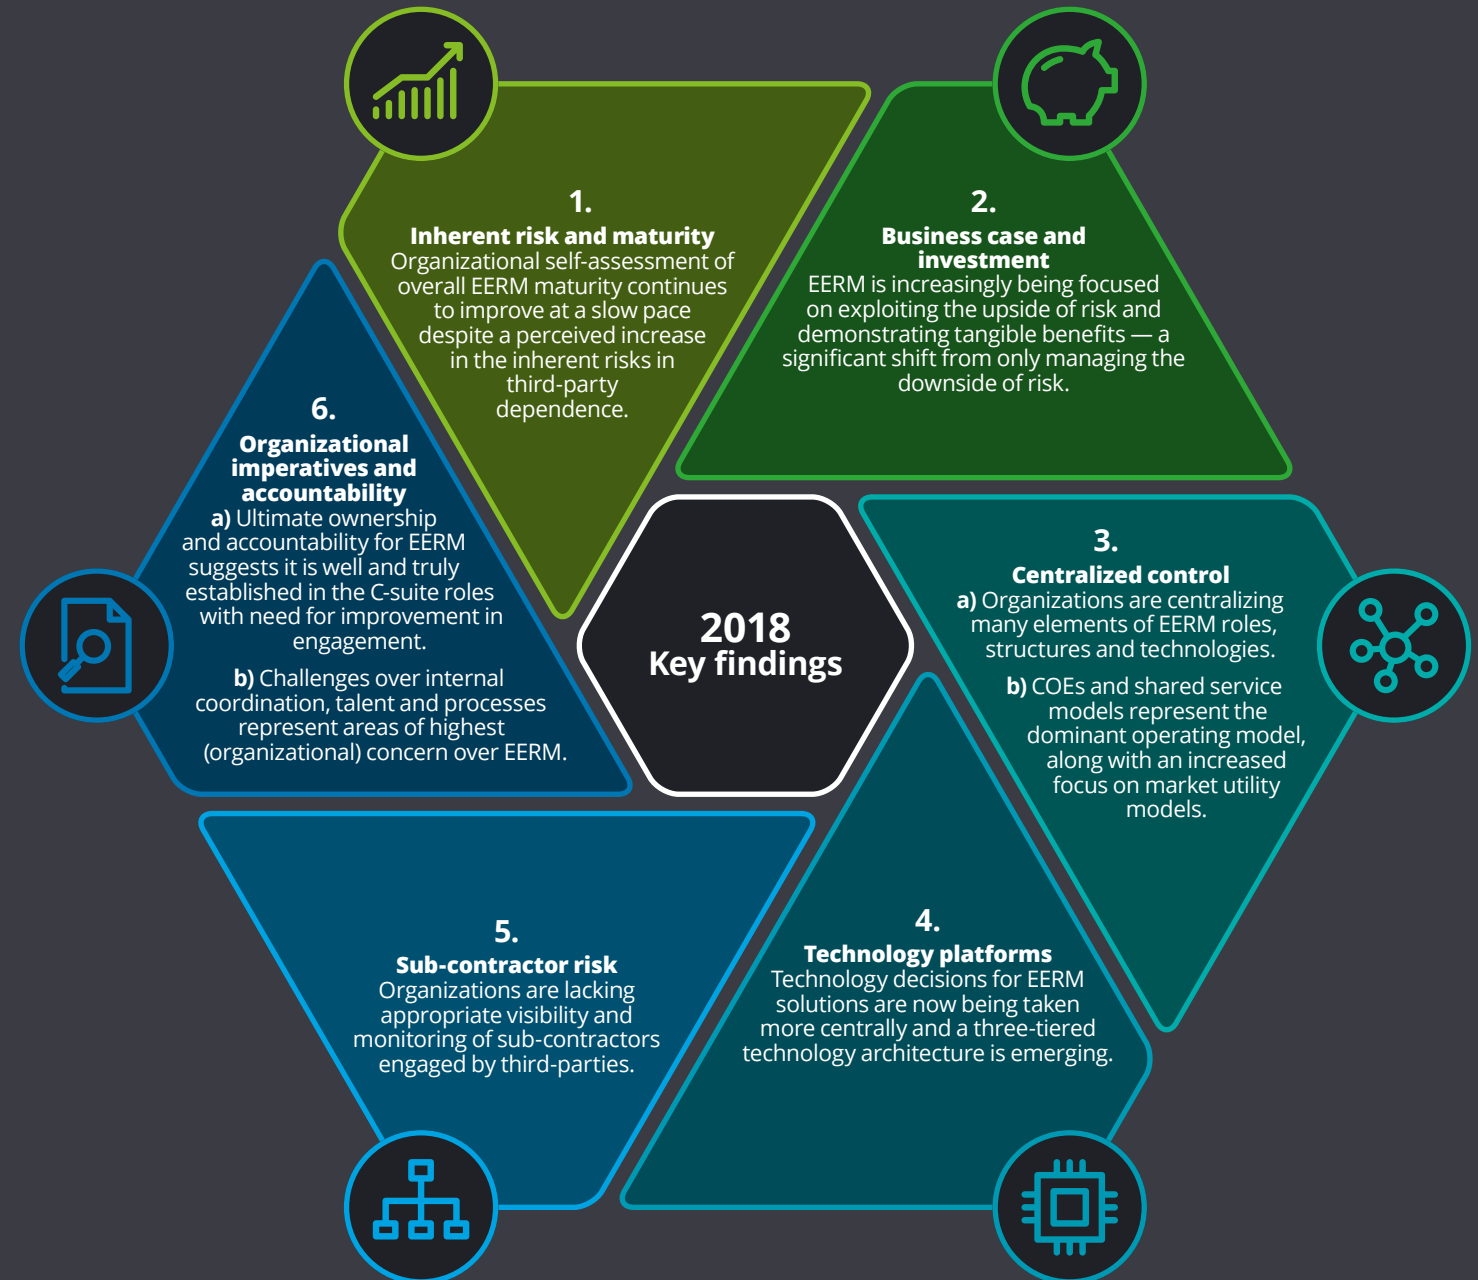 1.
Inherent risk and maturity
Organizational self-assessment of
overall EERM maturity continues
to improve at a slow pace
despite a perceived increase
in the inherent risks in
third-party
dependence.
2.
Business case and
investment
EERM is increasingly being focused
on exploiting the upside of risk and
demonstrating tangible benefits — a
significant shift from only managing the
downside of risk.
3.
Centralized control
a) Organizations are centralizing
many elements of EERM roles,
structures and technologies.
b) COEs and shared service
models represent the
dominant operating model,
along with an increased
focus on market utility
models.
4.
Technology platforms
Technology decisions for EERM
solutions are now being taken
more centrally and a three-tiered
technology architecture is emerging.
5.
Sub-contractor risk
Organizations are lacking
appropriate visibility and
monitoring of sub-contractors
engaged by third-parties.
6.
Organizational
imperatives and
accountability
a) Ultimate ownership
and accountability for EERM
suggests it is well and truly
established in the C-suite roles
with need for improvement in
engagement.
b) Challenges over internal
coordination, talent and processes
represent areas of highest
(organizational) concern over EERM.
2018
Key findings